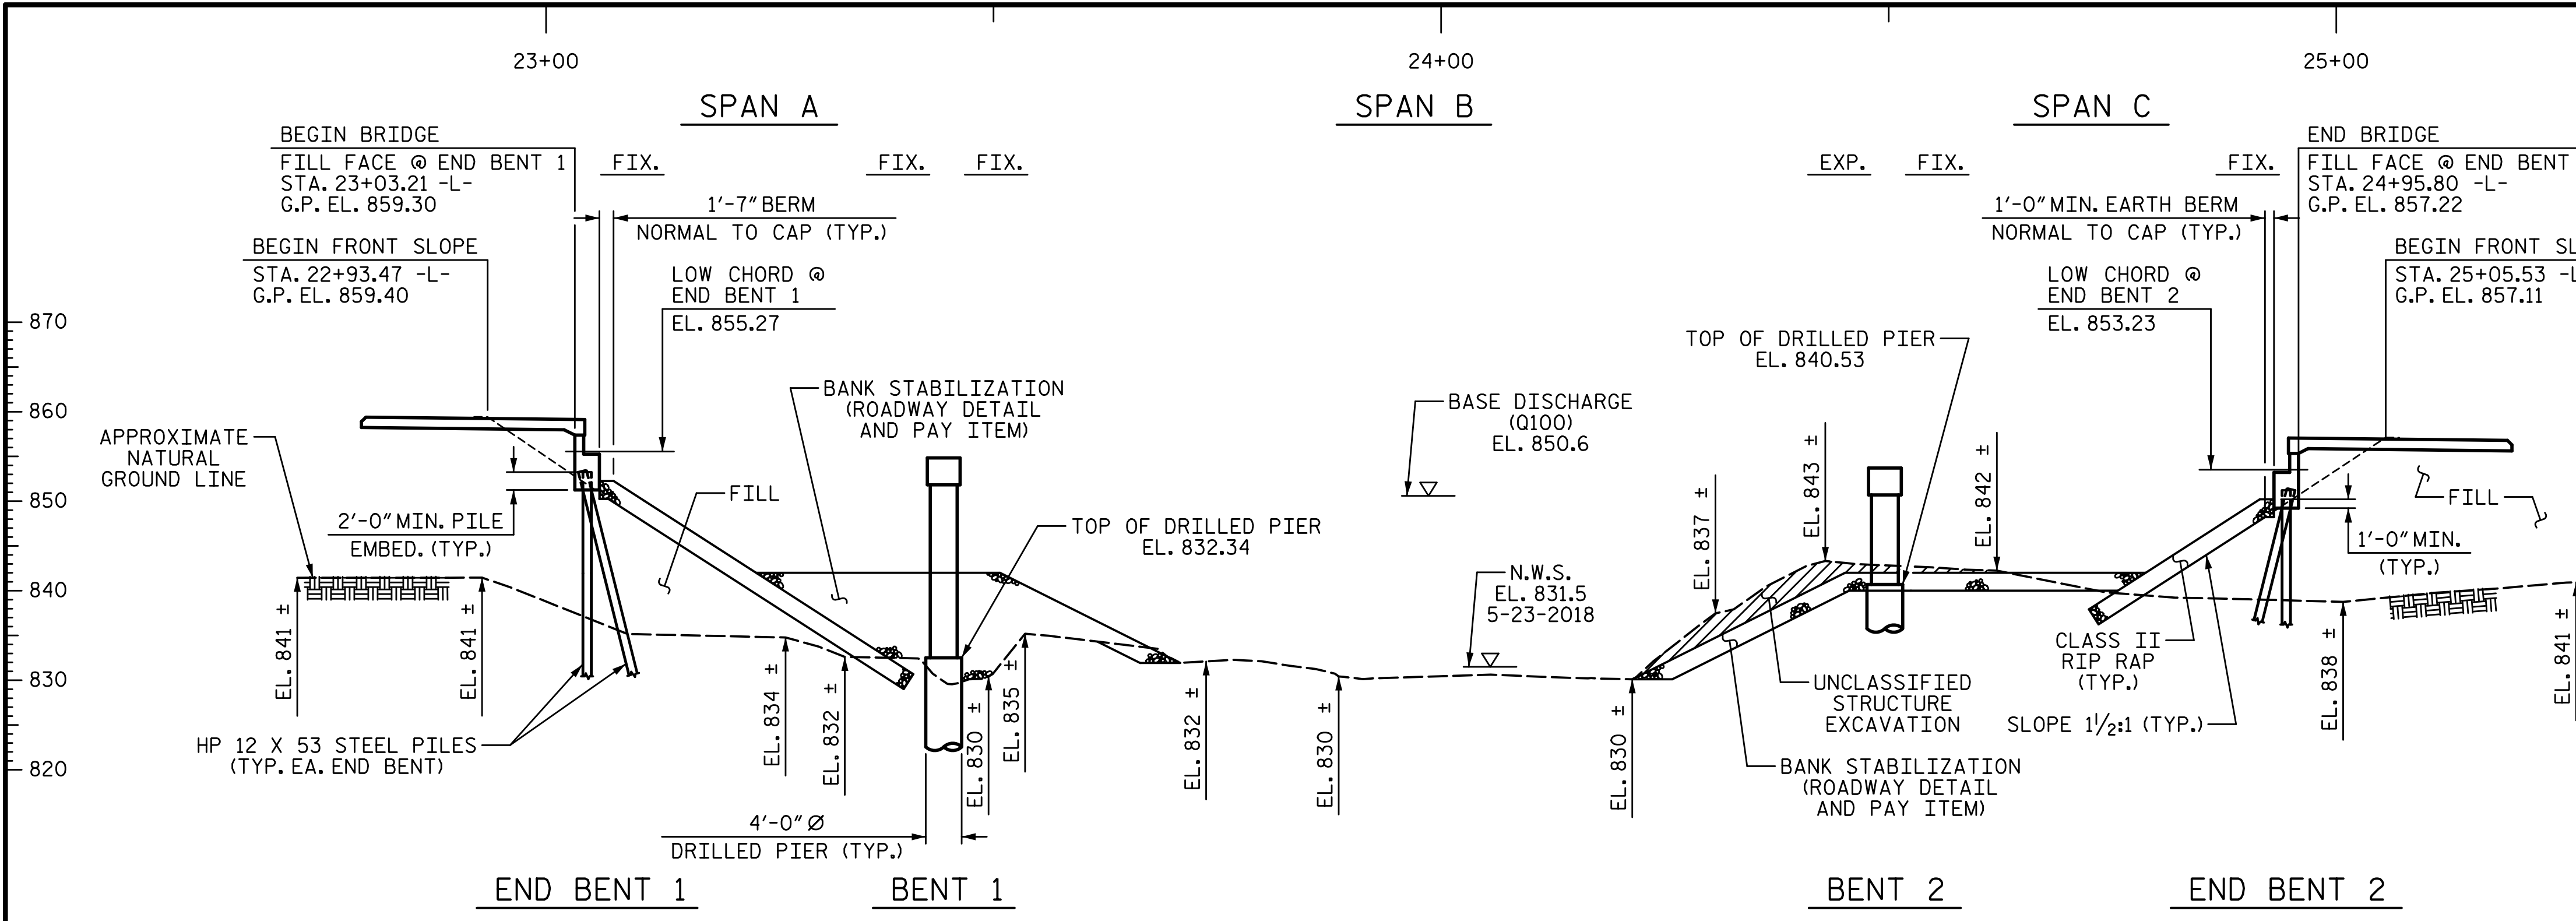 23+00
24+00
25+00
SPAN A
SPAN B
SPAN C
BEGIN BRIDGE
FILL FACE @ END BENT 1
STA. 23+03.21 -L-
G.P. EL. 859.30
FIX.
FIX.
FIX.
EXP.
FIX.
FIX.
END BRIDGE
FILL FACE @ END BENT
STA. 24+95.80 -L-
G.P. EL. 857.22
1'-7" BERM
NORMAL TO CAP (TYP.)
1'-0" MIN. EARTH BERM
NORMAL TO CAP (TYP.)
BEGIN FRONT SLOPE
STA. 22+93.47 -L-
G.P. EL. 859.40
LOW CHORD @
END BENT 1
EL. 855.27
LOW CHORD @
END BENT 2
EL. 853.23
BEGIN FRONT SL
STA. 25+05.53 -L
G.P. EL. 857.11
870
860
850
840
830
820
TOP OF DRILLED PIER
EL. 840.53
BANK STABILIZATION
(ROADWAY DETAIL
AND PAY ITEM)
BASE DISCHARGE
(Q100)
EL. 850.6
APPROXIMATE
NATURAL
GROUND LINE
FILL
FILL
2'-0" MIN. PILE
EMBED. (TYP.)
TOP OF DRILLED PIER
EL. 832.34
1'-0" MIN.
(TYP.)
N.W.S.
EL. 831.5
5-23-2018
EL. 841 ±
EL. 841 ±
EL. 834 ±
EL. 832 ±
EL. 830 ±
EL. 835 ±
EL. 832 ±
EL. 830 ±
EL. 830 ±
EL. 837 ±
EL. 843 ±
EL. 842 ±
EL. 838 ±
EL. 841 ±
CLASS II
RIP RAP
(TYP.)
SLOPE 1½:1 (TYP.)
UNCLASSIFIED
STRUCTURE
EXCAVATION
BANK STABILIZATION
(ROADWAY DETAIL
AND PAY ITEM)
HP 12 X 53 STEEL PILES
(TYP. EA. END BENT)
4'-0" Ø
DRILLED PIER (TYP.)
END BENT 1
BENT 1
BENT 2
END BENT 2